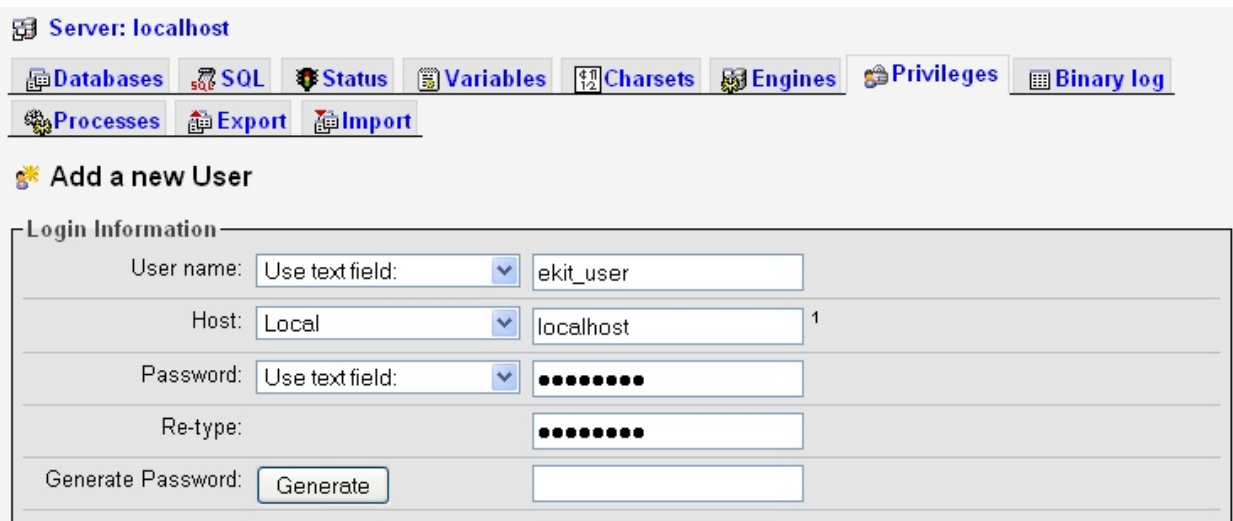 Server: localhost
Databases SQL Status Variables Charsets Engines Privileges Binary log
Processes Export Import
Add a new User
Login Information
User name: Use text field: ekit_user
Host: Local localhost 1
Password: Use text field: ••••••••
Re-type: ••••••••
Generate Password: Generate